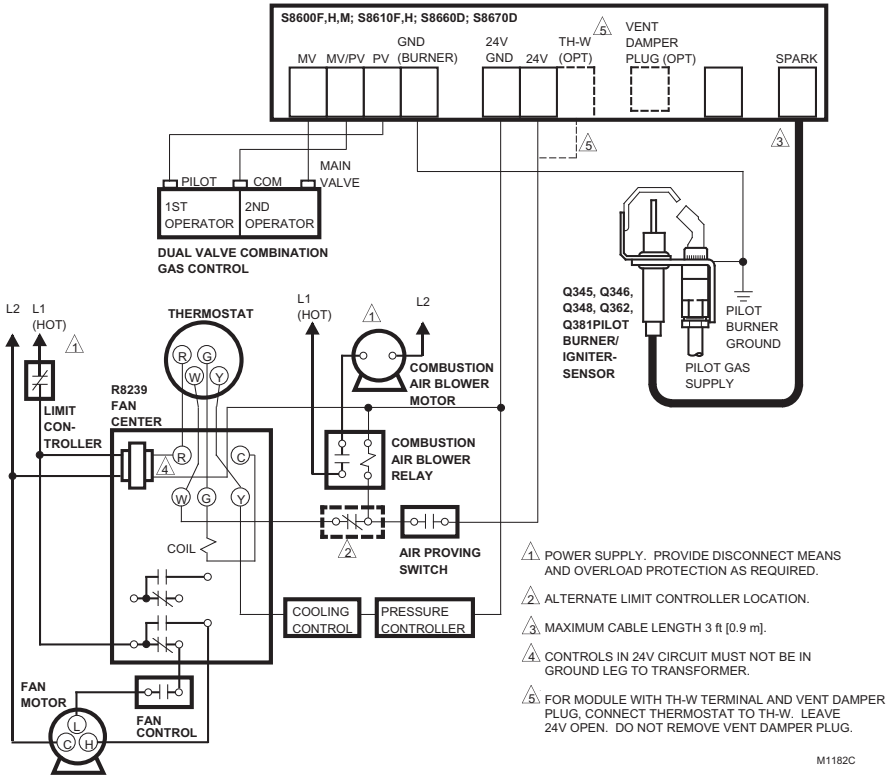 S8600F,H,M; S8610F,H; S8660D; S8670D
MV MV/PV PV
GND
(BURNER)
24V
GND
24V
TH-W
(OPT)
5
VENT
DAMPER
PLUG (OPT)
SPARK
5
3
PILOT
COM
MAIN
VALVE
1ST
OPERATOR
2ND
OPERATOR
DUAL VALVE COMBINATION
GAS CONTROL
Q345, Q346,
Q348, Q362,
Q381PILOT
BURNER/
IGNITER-
SENSOR
PILOT
BURNER
GROUND
PILOT GAS
SUPPLY
L2
L1
(HOT)
1
LIMIT
CON-
TROLLER
THERMOSTAT
R G
W Y
R8239
FAN
CENTER
L1
(HOT)
1
L2
COMBUSTION
AIR BLOWER
MOTOR
COMBUSTION
AIR BLOWER
RELAY
4
R
C
W G Y
COIL
2
AIR PROVING
SWITCH
COOLING
CONTROL
PRESSURE
CONTROLLER
FAN
MOTOR
L
C H
FAN
CONTROL
1 POWER SUPPLY. PROVIDE DISCONNECT MEANS
AND OVERLOAD PROTECTION AS REQUIRED.
2 ALTERNATE LIMIT CONTROLLER LOCATION.
3 MAXIMUM CABLE LENGTH 3 ft [0.9 m].
4 CONTROLS IN 24V CIRCUIT MUST NOT BE IN
GROUND LEG TO TRANSFORMER.
5 FOR MODULE WITH TH-W TERMINAL AND VENT DAMPER
PLUG, CONNECT THERMOSTAT TO TH-W. LEAVE
24V OPEN. DO NOT REMOVE VENT DAMPER PLUG.
M1182C